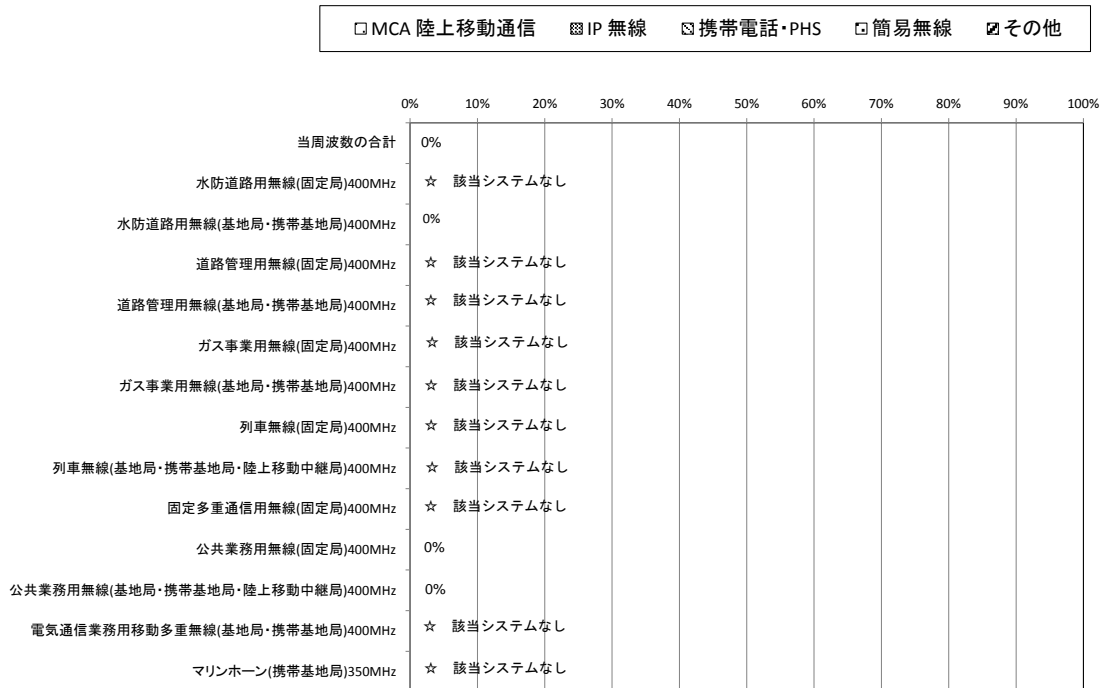 MCA 陸上移動通信 IP 無線 携帯電話・PHS 簡易無線 その他
0% 10% 20% 30% 40% 50% 60% 70% 80% 90% 100%
当周波数の合計 0%
水防道路用無線(固定局)400MHz ☆ 該当システムなし
水防道路用無線(基地局・携帯基地局)400MHz 0%
道路管理用無線(固定局)400MHz ☆ 該当システムなし
道路管理用無線(基地局・携帯基地局)400MHz ☆ 該当システムなし
ガス事業用無線(固定局)400MHz ☆ 該当システムなし
ガス事業用無線(基地局・携帯基地局)400MHz ☆ 該当システムなし
列車無線(固定局)400MHz ☆ 該当システムなし
列車無線(基地局・携帯基地局・陸上移動中継局)400MHz ☆ 該当システムなし
固定多重通信用無線(固定局)400MHz ☆ 該当システムなし
公共業務用無線(固定局)400MHz 0%
公共業務用無線(基地局・携帯基地局・陸上移動中継局)400MHz 0%
電気通信業務用移動多重無線(基地局・携帯基地局)400MHz ☆ 該当システムなし
マリンホーン(携帯基地局)350MHz ☆ 該当システムなし